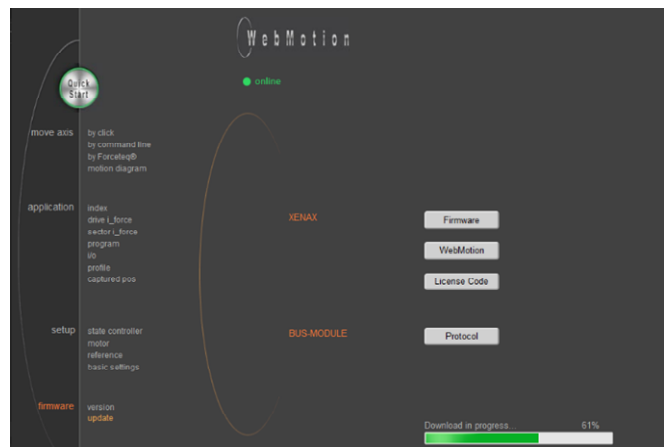 WebMotion
online
Quick
Start
move axis
by click
by command line
by Forceteq®
motion diagram
application
index
drive i_force
sector i_force
program
i/o
profile
captured pos
XENAX
Firmware
WebMotion
License Code
setup
state controller
motor
reference
basic settings
BUS-MODULE
Protocol
firmware
version
update
Download in progress... 61%